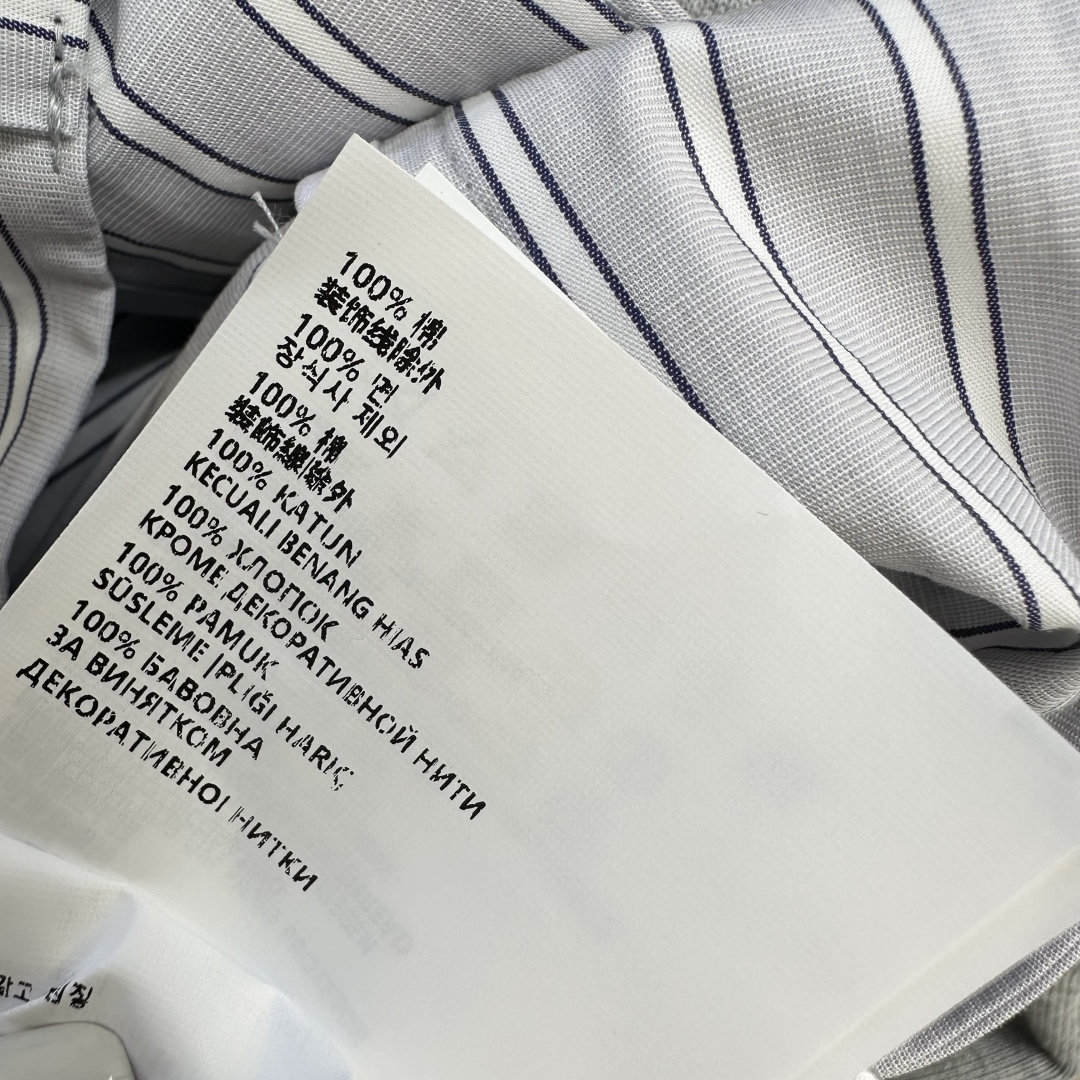 100% 棉
装饰线除外
100% 면
장식사 제외
100% 棉
裝飾線除外
100% KATUN
KECUALI BENANG HIAS
100% ХЛОПОК
КРОМЕ ДЕКОРАТИВНОЙ НИТИ
100% PAMUK
SÜSLEME İPLİĞİ HARİÇ
100% БАВОВНА
ЗА ВИНЯТКОМ
ДЕКОРАТИВНОІ НИТКИ